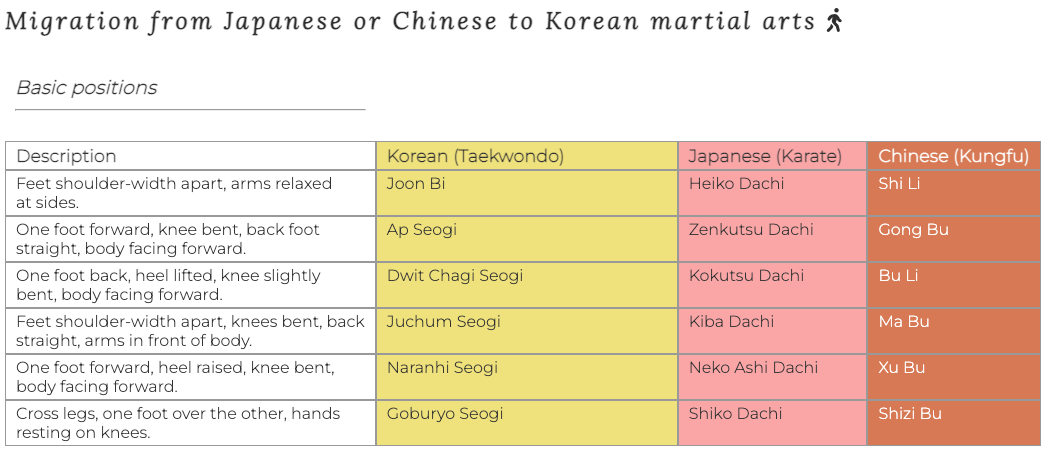 Migration from Japanese or Chinese to Korean martial arts
Basic positions
Description Korean (Taekwondo) Japanese (Karate) Chinese (Kungfu)
Feet shoulder-width apart, arms relaxed Joon Bi Heiko Dachi Shi Li
at sides.
One foot forward, knee bent, back foot Ap Seogi Zenkutsu Dachi Gong Bu
straight, body facing forward.
One foot back, heel lifted, knee slightly Dwit Chagi Seogi Kokutsu Dachi Bu Li
bent, body facing forward.
Feet shoulder-width apart, knees bent, back Juchum Seogi Kiba Dachi Ma Bu
straight, arms in front of body.
One foot forward, heel raised, knee bent, Naranhi Seogi Neko Ashi Dachi Xu Bu
body facing forward.
Cross legs, one foot over the other, hands Goburyo Seogi Shiko Dachi Shizi Bu
resting on knees.